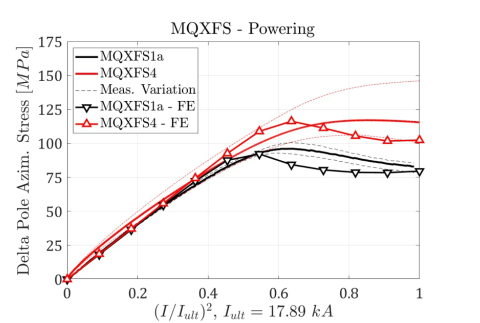 MQXFS - Powering
Delta Pole Azim. Stress [MPa]
175
150
125
100
75
50
25
0
MQXFS1a
MQXFS4
Meas. Variation
MQXFS1a - FE
MQXFS4 - FE
0 0.2 0.4 0.6 0.8 1
(I/I_ult)², I_ult = 17.89 kA